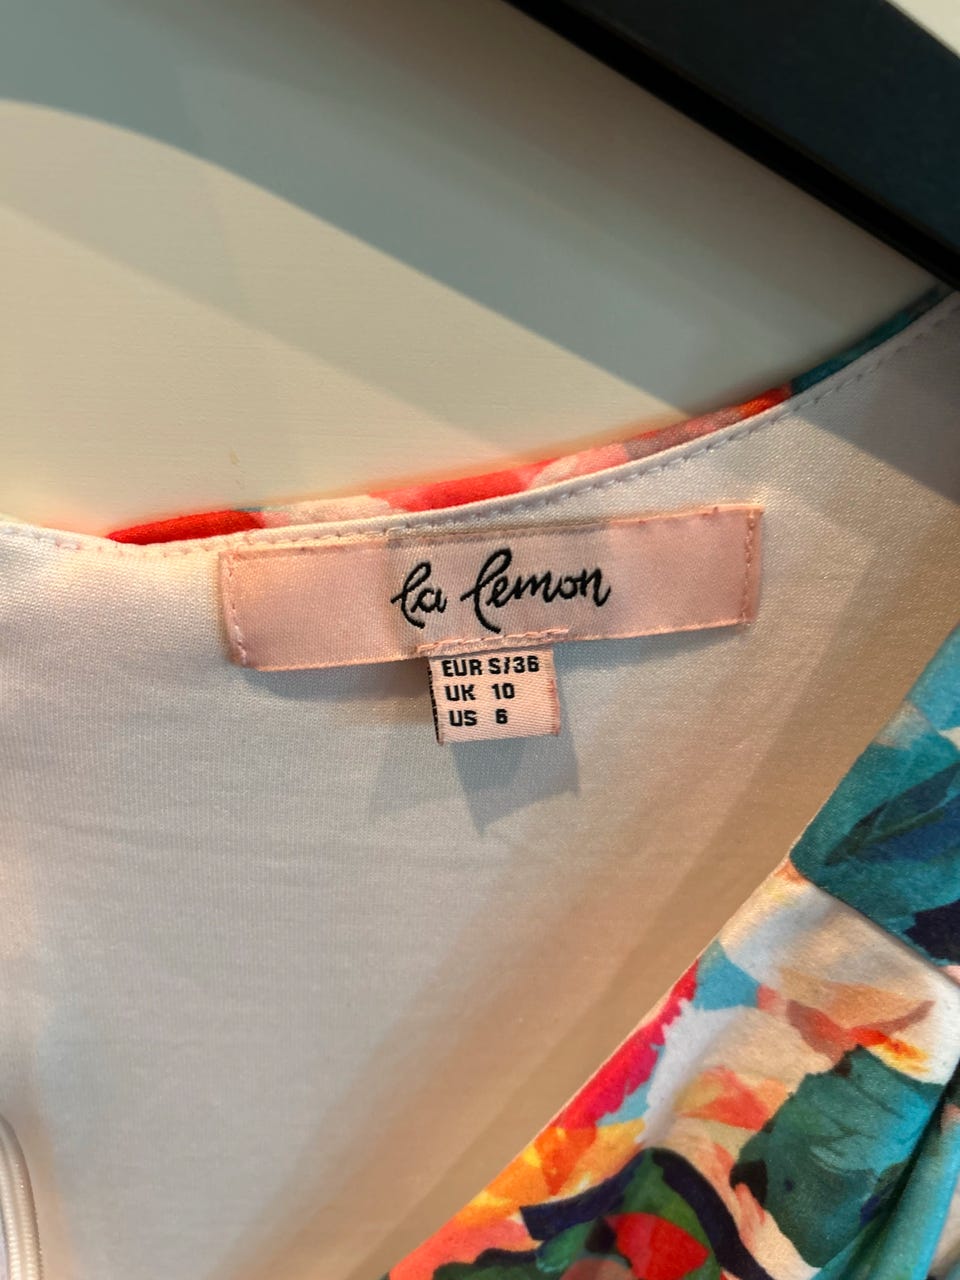 la lemon
EUR S/36
UK 10
US 6